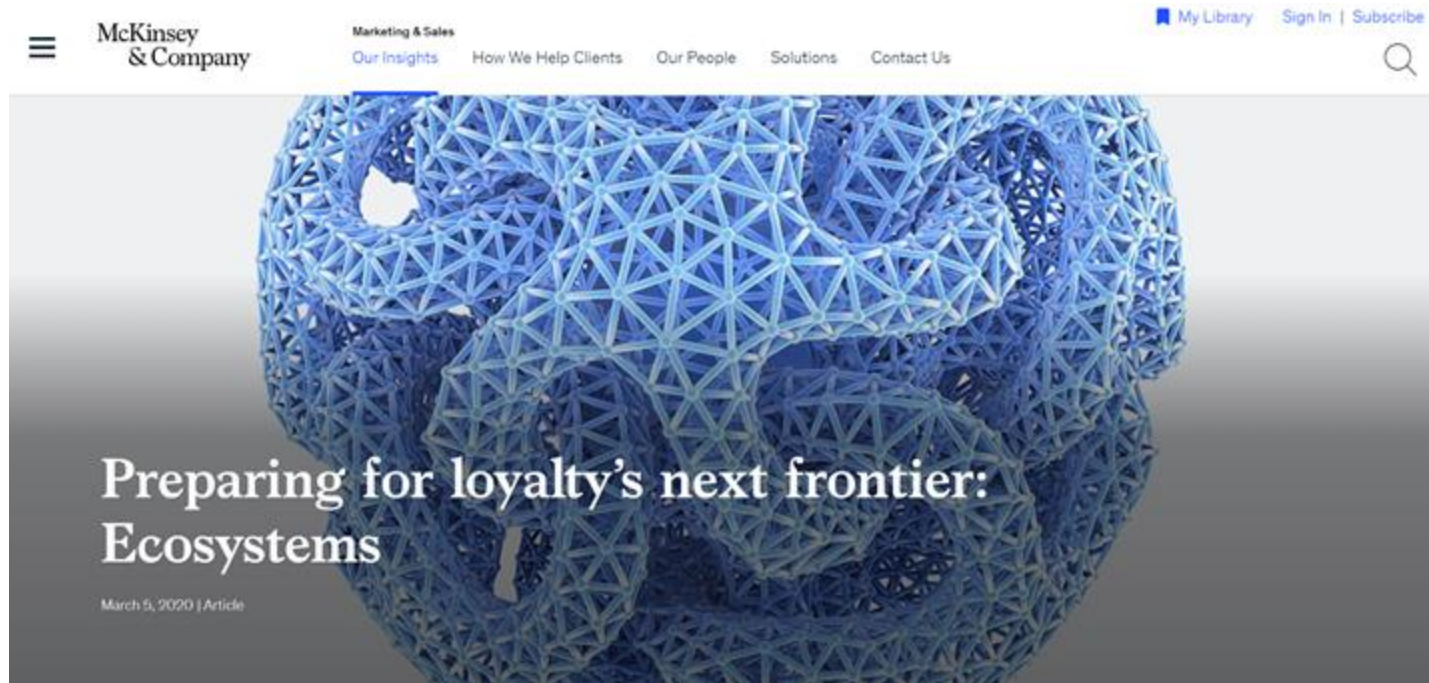 McKinsey
& Company
Marketing & Sales
Our Insights How We Help Clients Our People Solutions Contact Us
My Library Sign In | Subscribe
Preparing for loyalty’s next frontier:
Ecosystems
March 5, 2020 | Article